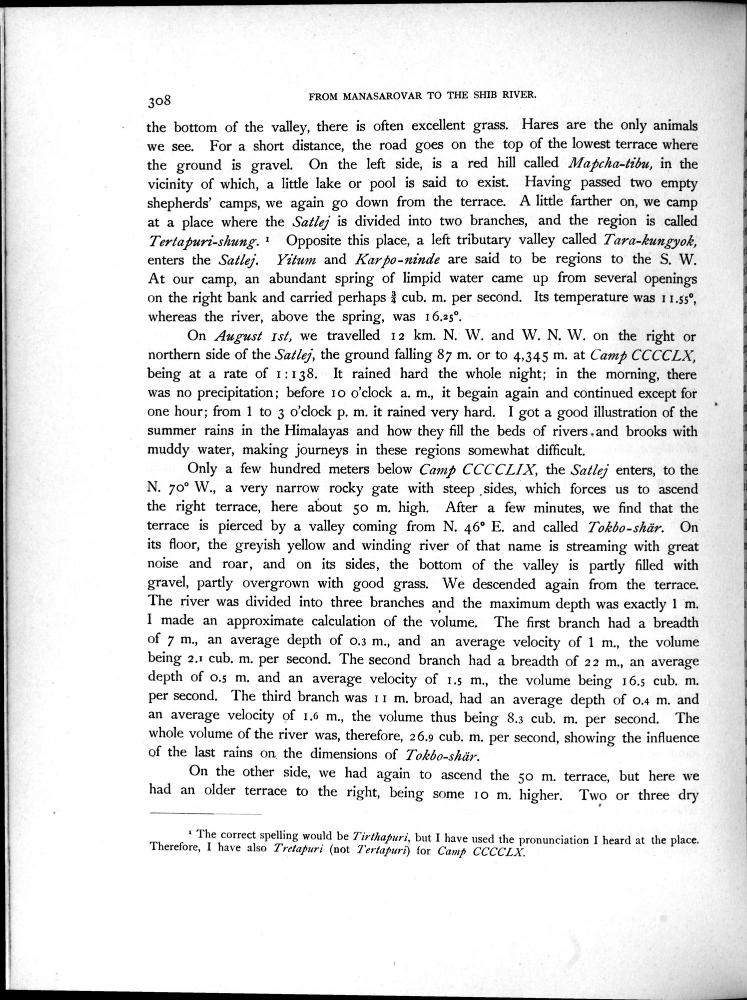 308
FROM MANASAROVAR TO THE SHIB RIVER.
the bottom of the valley, there is often excellent grass. Hares are the only animals
we see. For a short distance, the road goes on the top of the lowest terrace where
the ground is gravel. On the left side, is a red hill called Mapcha-tibu, in the
vicinity of which, a little lake or pool is said to exist. Having passed two empty
shepherds' camps, we again go down from the terrace. A little farther on, we camp
at a place where the Satlej is divided into two branches, and the region is called
Tertapuri-shung. ¹ Opposite this place, a left tributary valley called Tara-kungyok,
enters the Satlej. Yitum and Karpo-ninde are said to be regions to the S. W.
At our camp, an abundant spring of limpid water came up from several openings
on the right bank and carried perhaps ¾ cub. m. per second. Its temperature was 11.55°,
whereas the river, above the spring, was 16.25°.
On August 1st, we travelled 12 km. N. W. and W. N. W. on the right or
northern side of the Satlej, the ground falling 87 m. or to 4,345 m. at Camp CCCCLX,
being at a rate of 1:138. It rained hard the whole night; in the morning, there
was no precipitation; before 10 o'clock a. m., it begain again and continued except for
one hour; from 1 to 3 o'clock p. m. it rained very hard. I got a good illustration of the
summer rains in the Himalayas and how they fill the beds of rivers and brooks with
muddy water, making journeys in these regions somewhat difficult.
Only a few hundred meters below Camp CCCCLIX, the Satlej enters, to the
N. 70° W., a very narrow rocky gate with steep sides, which forces us to ascend
the right terrace, here about 50 m. high. After a few minutes, we find that the
terrace is pierced by a valley coming from N. 46° E. and called Tokbo-shär. On
its floor, the greyish yellow and winding river of that name is streaming with great
noise and roar, and on its sides, the bottom of the valley is partly filled with
gravel, partly overgrown with good grass. We descended again from the terrace.
The river was divided into three branches and the maximum depth was exactly 1 m.
I made an approximate calculation of the volume. The first branch had a breadth
of 7 m., an average depth of 0.3 m., and an average velocity of 1 m., the volume
being 2.1 cub. m. per second. The second branch had a breadth of 22 m., an average
depth of 0.5 m. and an average velocity of 1.5 m., the volume being 16.5 cub. m.
per second. The third branch was 11 m. broad, had an average depth of 0.4 m. and
an average velocity of 1.6 m., the volume thus being 8.3 cub. m. per second. The
whole volume of the river was, therefore, 26.9 cub. m. per second, showing the influence
of the last rains on the dimensions of Tokbo-shär.
On the other side, we had again to ascend the 50 m. terrace, but here we
had an older terrace to the right, being some 10 m. higher. Two or three dry
¹ The correct spelling would be Tirthapuri, but I have used the pronunciation I heard at the place.
Therefore, I have also Tretapuri (not Tertapuri) for Camp CCCCLX.